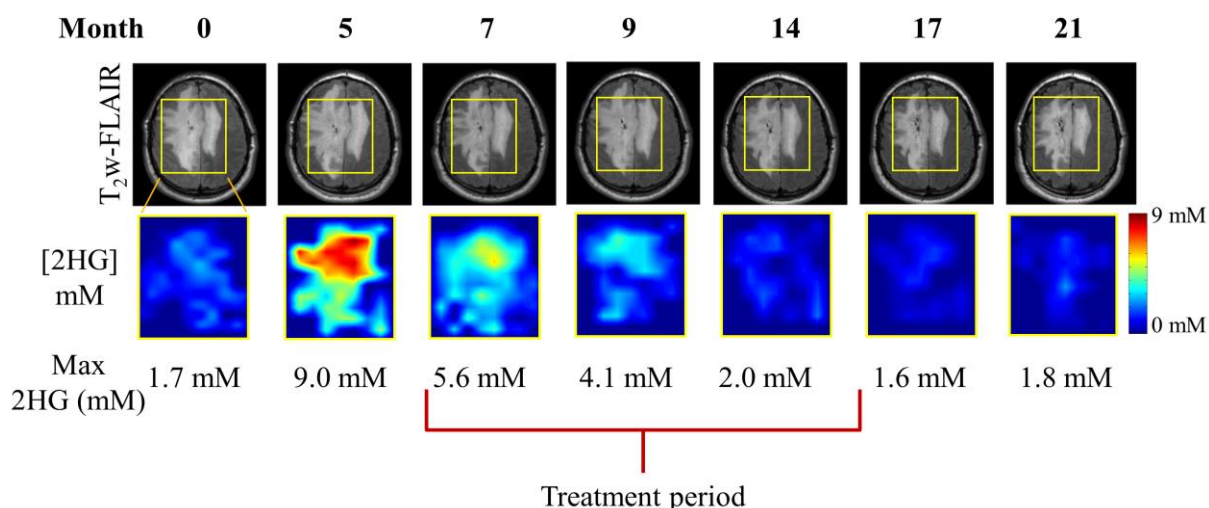 Month 0 5 7 9 14 17 21
T₂w-FLAIR
[2HG]
mM
9 mM
0 mM
Max
2HG (mM)
1.7 mM 9.0 mM 5.6 mM 4.1 mM 2.0 mM 1.6 mM 1.8 mM
Treatment period